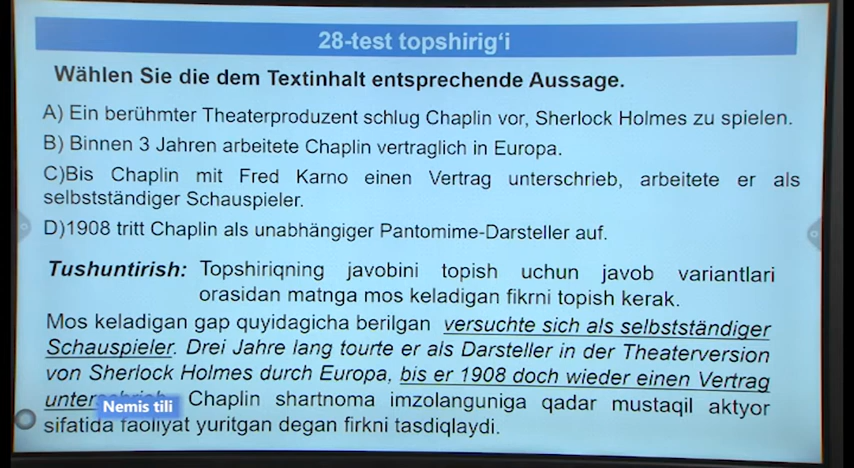 28-test topshirig‘i
Wählen Sie die dem Textinhalt entsprechende Aussage.
A) Ein berühmter Theaterproduzent schlug Chaplin vor, Sherlock Holmes zu spielen.
B) Binnen 3 Jahren arbeitete Chaplin vertraglich in Europa.
C)Bis Chaplin mit Fred Karno einen Vertrag unterschrieb, arbeitete er als
selbstständiger Schauspieler.
D)1908 tritt Chaplin als unabhängiger Pantomime-Darsteller auf.
Tushuntirish: Topshiriqning javobini topish uchun javob variantlari
orasidan matnga mos keladigan fikrni topish kerak.
Mos keladigan gap quyidagicha berilgan versuchte sich als selbstständiger
Schauspieler. Drei Jahre lang tourte er als Darsteller in der Theaterversion
von Sherlock Holmes durch Europa, bis er 1908 doch wieder einen Vertrag
Chaplin shartnoma imzolanguniga qadar mustaqil aktyor
Nemis tili
sifatida faoliyat yuritgan degan firkni tasdiqlaydi.